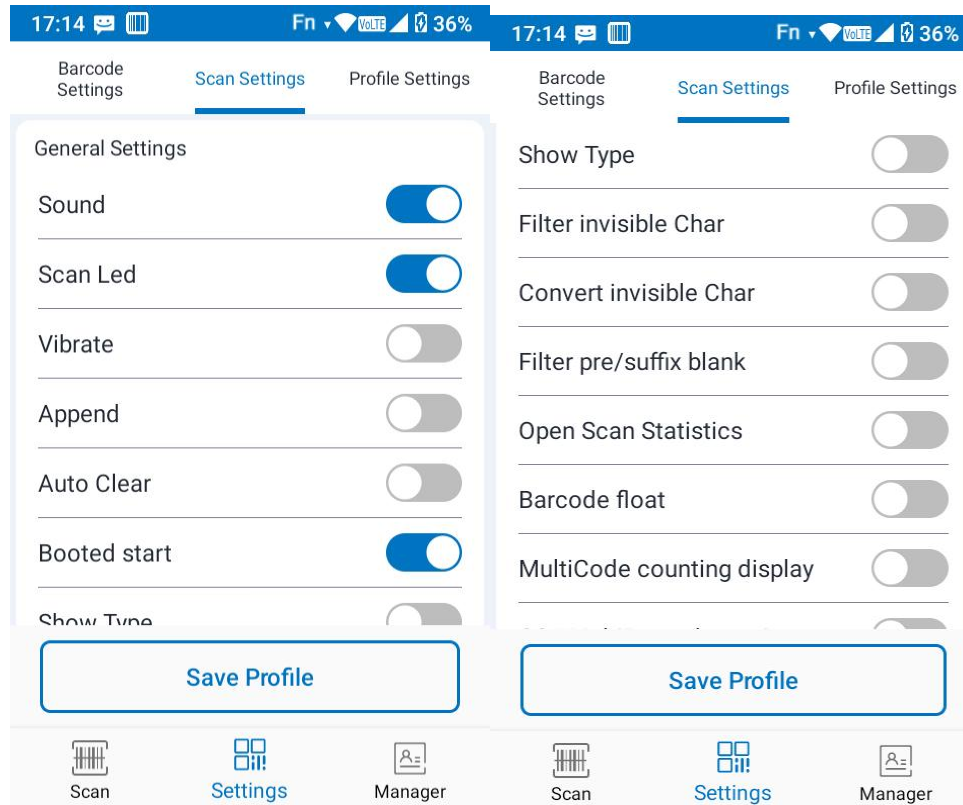 17:14 Fn VoLTE 36%
Barcode Settings
Scan Settings
Profile Settings
General Settings
Sound
Scan Led
Vibrate
Append
Auto Clear
Booted start
Show Type
Save Profile
Scan
Settings
Manager
17:14 Fn VoLTE 36%
Barcode Settings
Scan Settings
Profile Settings
Show Type
Filter invisible Char
Convert invisible Char
Filter pre/suffix blank
Open Scan Statistics
Barcode float
MultiCode counting display
Save Profile
Scan
Settings
Manager